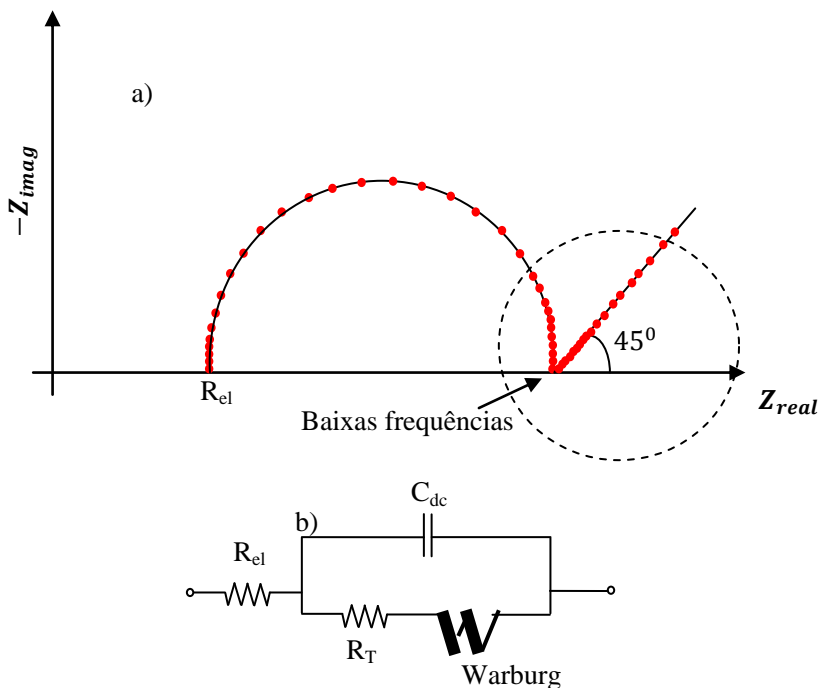 a)
−Z_imag
45⁰
R_el
Z_real
Baixas frequências
C_dc
b)
R_el
R_T
W
Warburg